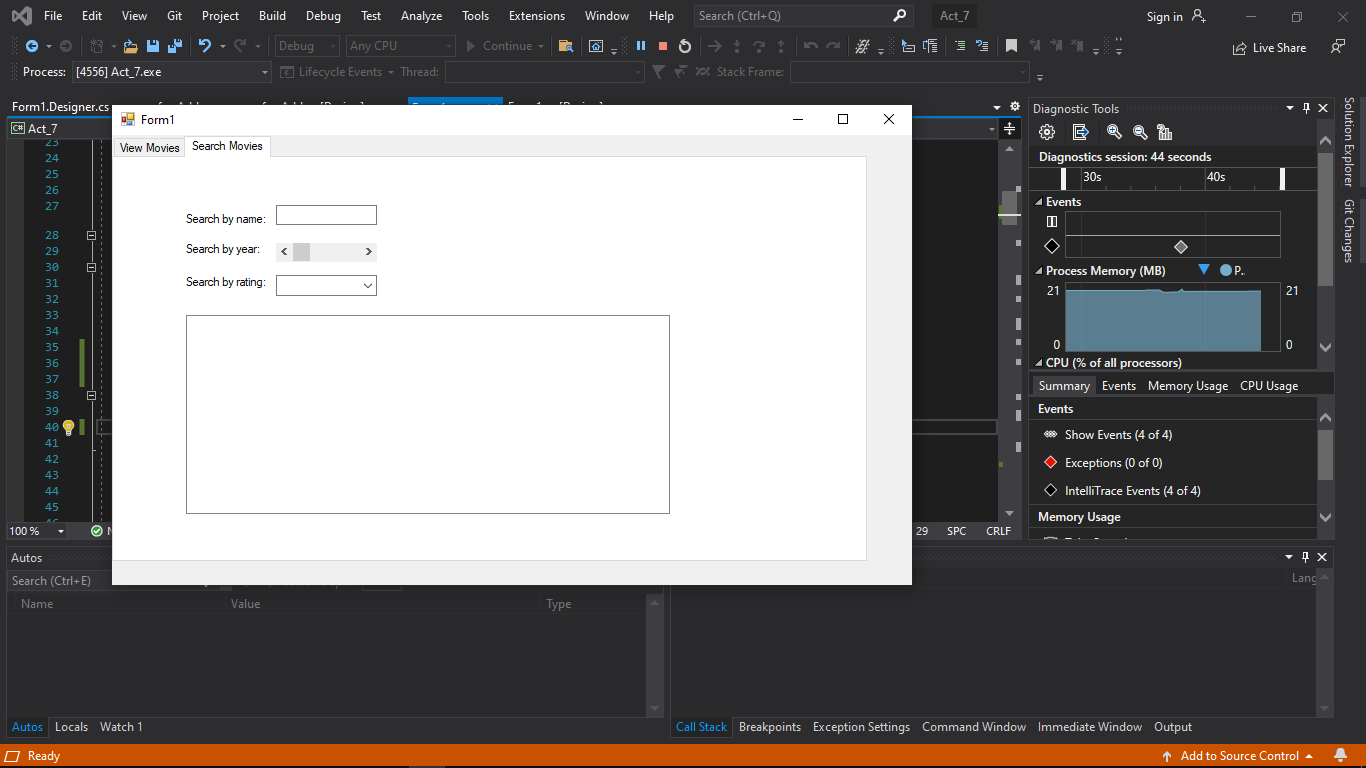 File Edit View Git Project Build Debug Test Analyze Tools Extensions Window Help Search (Ctrl+Q) Act_7 Sign in
Debug Any CPU Continue Live Share
Process: [4556] Act_7.exe Lifecycle Events Thread: Stack Frame:
Form1.Designer.cs
Act_7
Form1
View Movies Search Movies
Search by name:
Search by year:
Search by rating:
23
24
25
26
27
28
29
30
31
32
33
34
35
36
37
38
39
40
41
42
43
44
45
100 % 29 SPC CRLF
Diagnostic Tools
Diagnostics session: 44 seconds
30s 40s
Events
Process Memory (MB) P..
21 21
0 0
CPU (% of all processors)
Summary Events Memory Usage CPU Usage
Events
Show Events (4 of 4)
Exceptions (0 of 0)
IntelliTrace Events (4 of 4)
Memory Usage
Solution Explorer
Git Changes
Autos
Search (Ctrl+E)
Name Value Type
Lang
Autos Locals Watch 1
Call Stack Breakpoints Exception Settings Command Window Immediate Window Output
Ready Add to Source Control